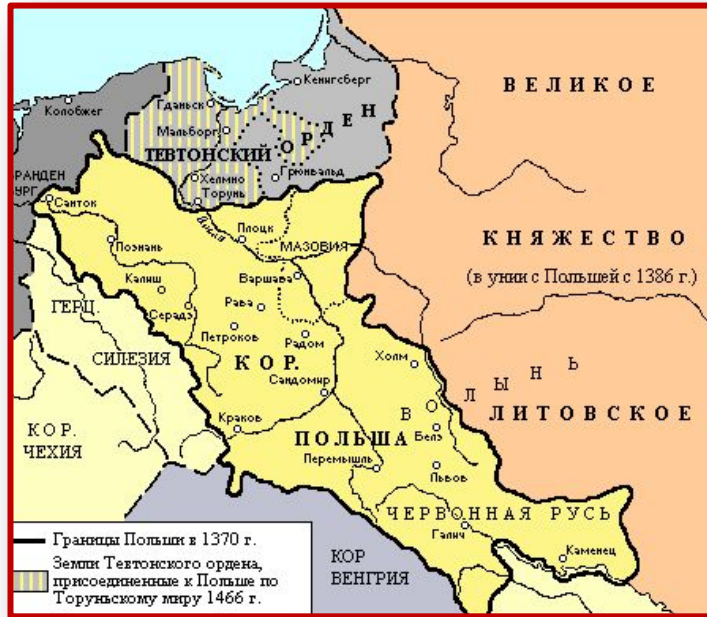 Кенигсберг
ВЕЛИКОЕ
Колобжег
Гданьск
Мальборг
ТЕВТОНСКИЙ ОРДЕН
РАНДЕН
УРГ
Хелмно
Грюнвальд
Торунь
Санток
Висла
Плоцк
КНЯЖЕСТВО
Познань
МАЗОВИЯ
(в унии с Польшей с 1386 г.)
Калиш
Варшава
ГЕРЦ.
Серадз
Рава
Петроков
Радом
СИЛЕЗИЯ
КОР.
Холм
ВОЛЫНЬ
Сандомир
ЛИТОВСКОЕ
КОР.
ЧЕХИЯ
Краков
ПОЛЬША
Белз
Перемышль
Львов
ЧЕРВОННАЯ РУСЬ
Галич
Каменец
Границы Польши в 1370 г.
Земли Тевтонского ордена,
присоединенные к Польше по
Торуньскому миру 1466 г.
КОР
ВЕНГРИЯ